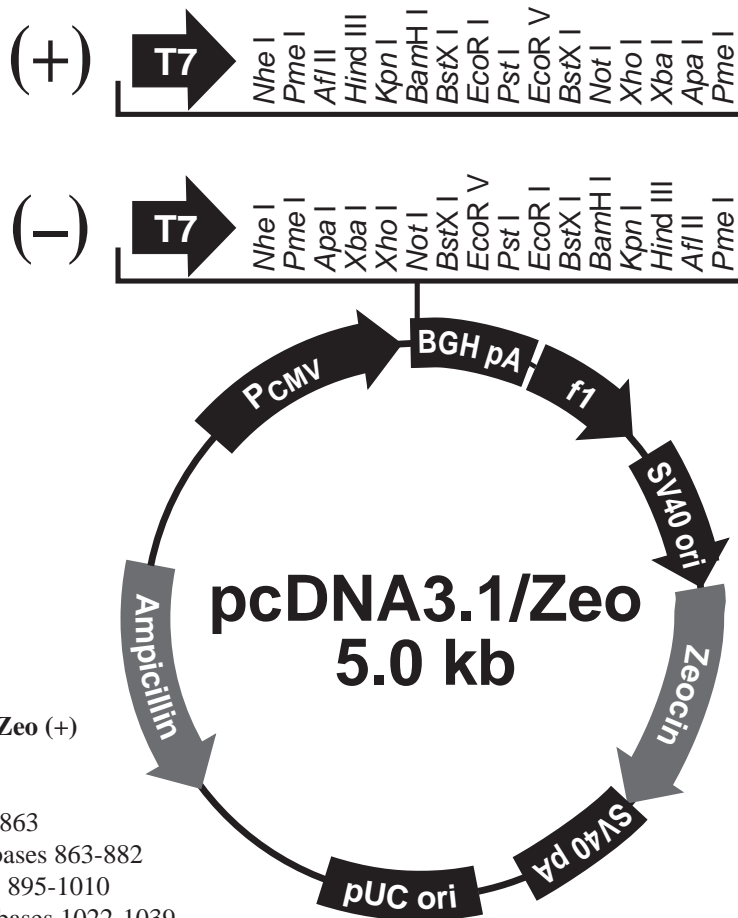 (+)
T7
Nhe I
Pme I
Afl II
Hind III
Kpn I
BamH I
BstX I
EcoR I
Pst I
EcoR V
BstX I
Not I
Xho I
Xba I
Apa I
Pme I
(–)
T7
Nhe I
Pme I
Apa I
Xba I
Xho I
Not I
BstX I
EcoR V
Pst I
EcoR I
BstX I
BamH I
Kpn I
Hind III
Afl II
Pme I
PCMV
BGH pA
f1
SV40 ori
Zeocin
SV40 pA
pUC ori
Ampicillin
pcDNA3.1/Zeo
5.0 kb
Zeo (+)
863
bases 863-882
895-1010
bases 1022-1039